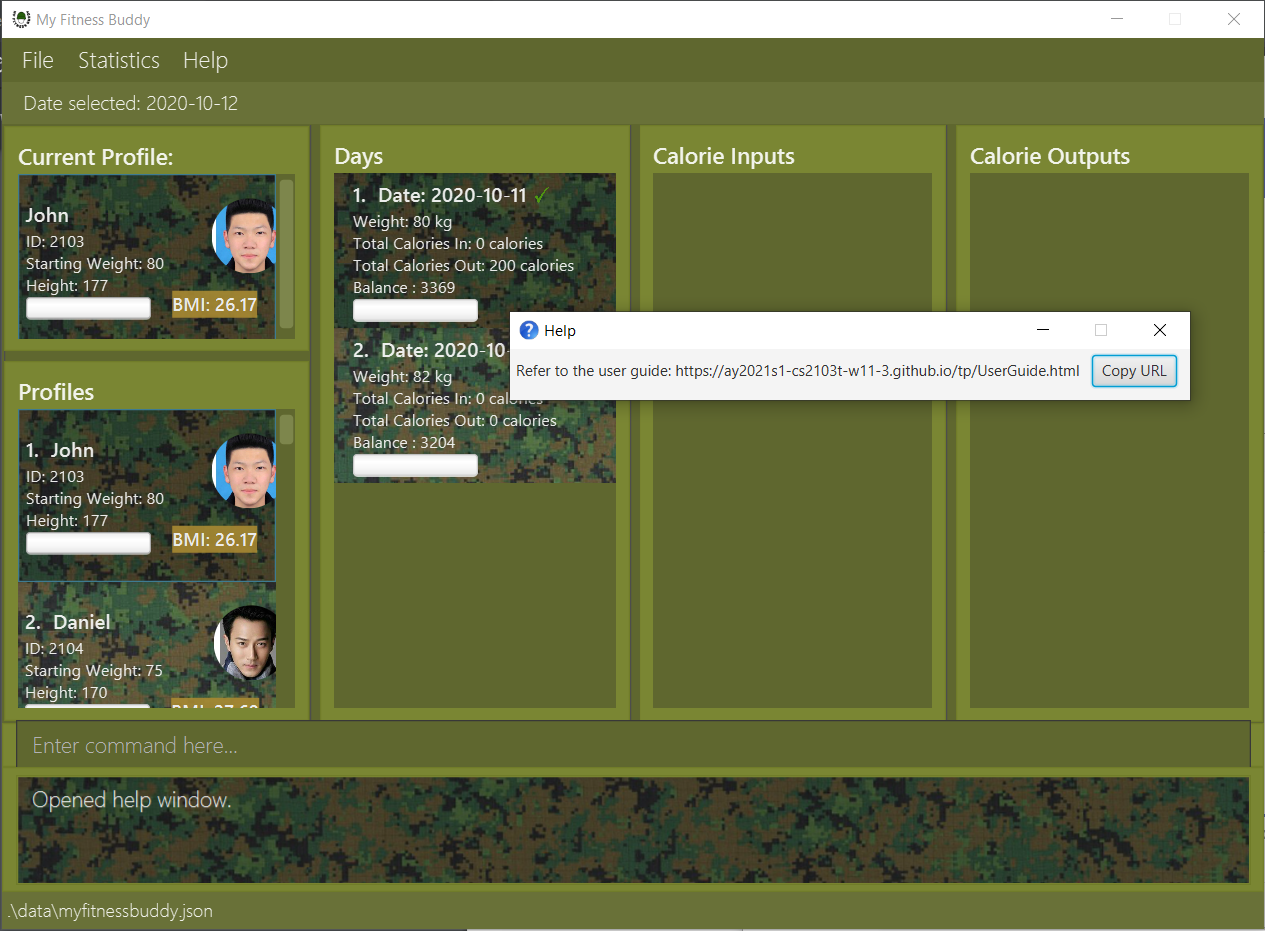 My Fitness Buddy
File Statistics Help
Date selected: 2020-10-12
Current Profile:
John
ID: 2103
Starting Weight: 80
Height: 177
BMI: 26.17
Profiles
1. John
ID: 2103
Starting Weight: 80
Height: 177
BMI: 26.17
2. Daniel
ID: 2104
Starting Weight: 75
Height: 170
Days
1. Date: 2020-10-11 ✓
Weight: 80 kg
Total Calories In: 0 calories
Total Calories Out: 200 calories
Balance : 3369
2. Date: 2020-10-
Weight: 82 kg
Total Calories In: 0 calories
Total Calories Out: 0 calories
Balance : 3204
Calorie Inputs
Calorie Outputs
Help
Refer to the user guide: https://ay2021s1-cs2103t-w11-3.github.io/tp/UserGuide.html
Copy URL
Enter command here...
Opened help window.
.\data\myfitnessbuddy.json